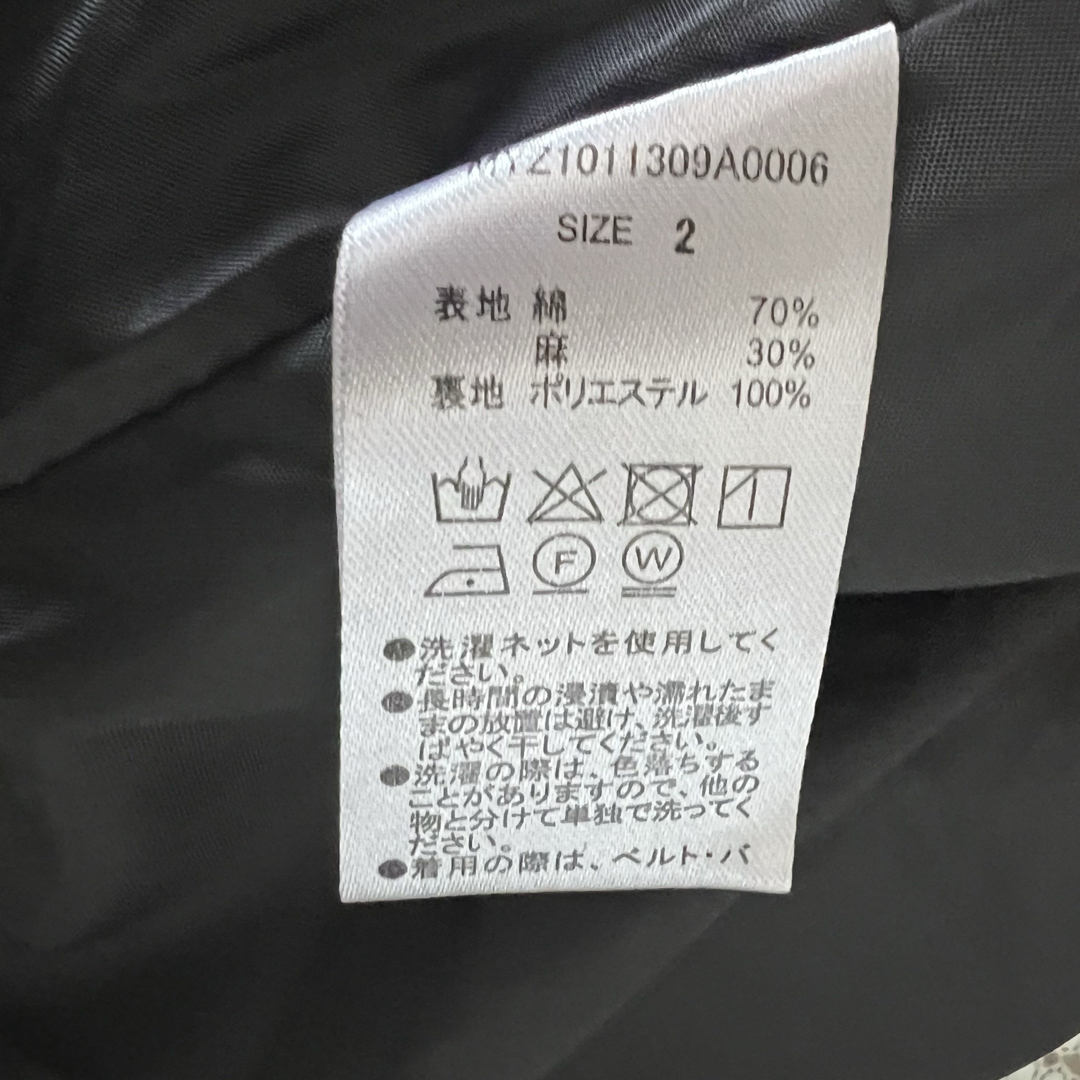 MYZ1011309A0006
SIZE 2
表地 綿 70%
麻 30%
裏地 ポリエステル 100%
F W
●洗濯ネットを使用してく
ださい。
●長時間の浸漬や濡れたま
まの放置は避け、洗濯後す
ばやく干してください。
●洗濯の際は、色落ちする
ことがありますので、他の
物と分けて単独で洗ってく
ださい。
●着用の際は、ベルト・バ